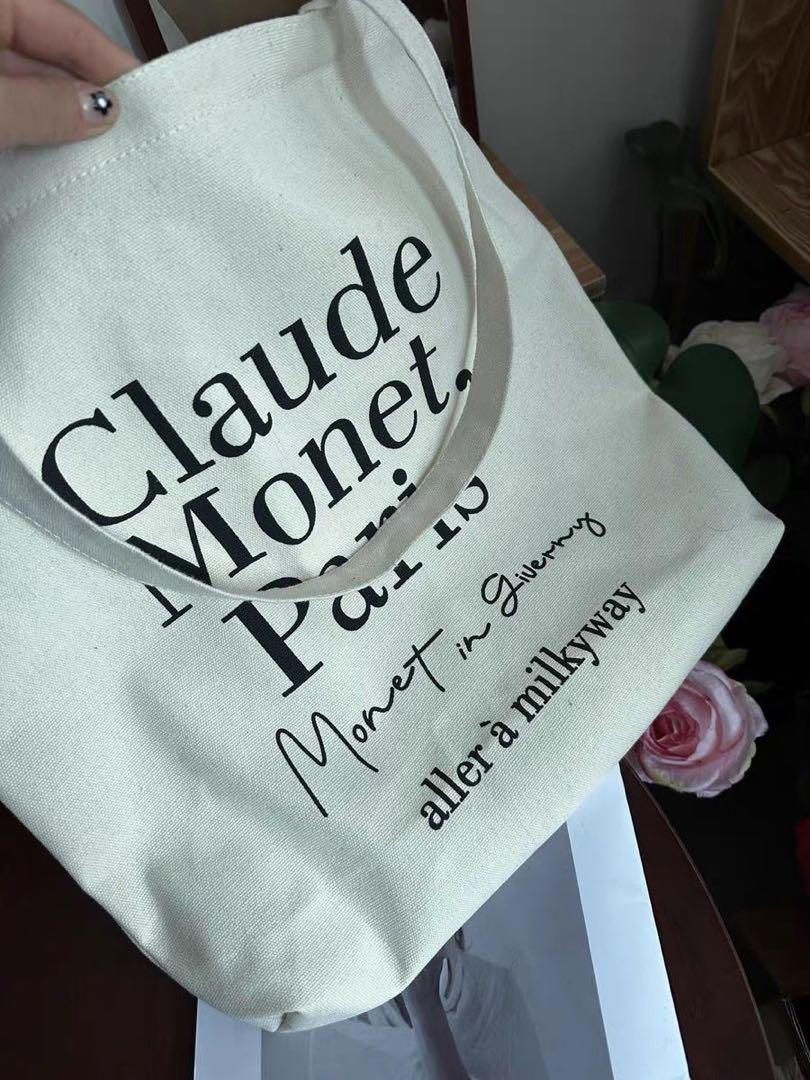 Claude
Monet,
Paris
Monet in Giverny
aller à milkyway